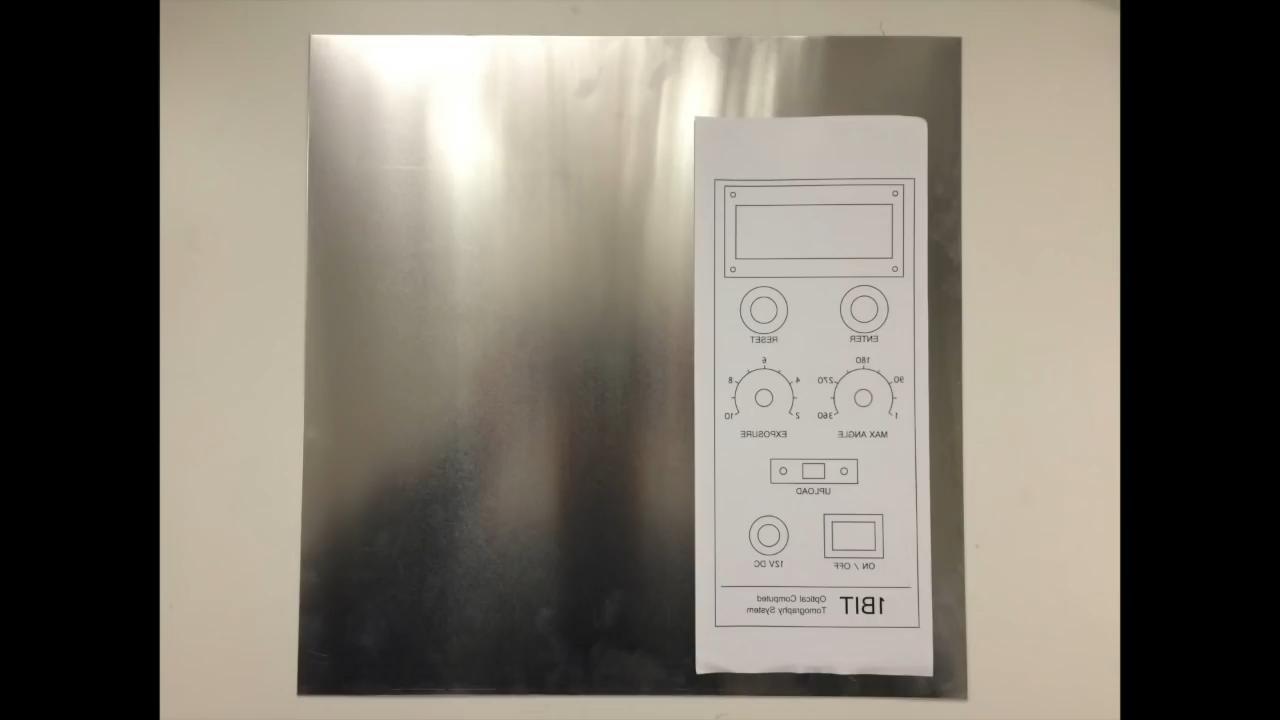 RESET ENTER
6 180
8 4 270 90
10 2 360 1
EXPOSURE MAX ANGLE
UPLOAD
12V DC ON / OFF
1BIT Optical Computed
Tomography System